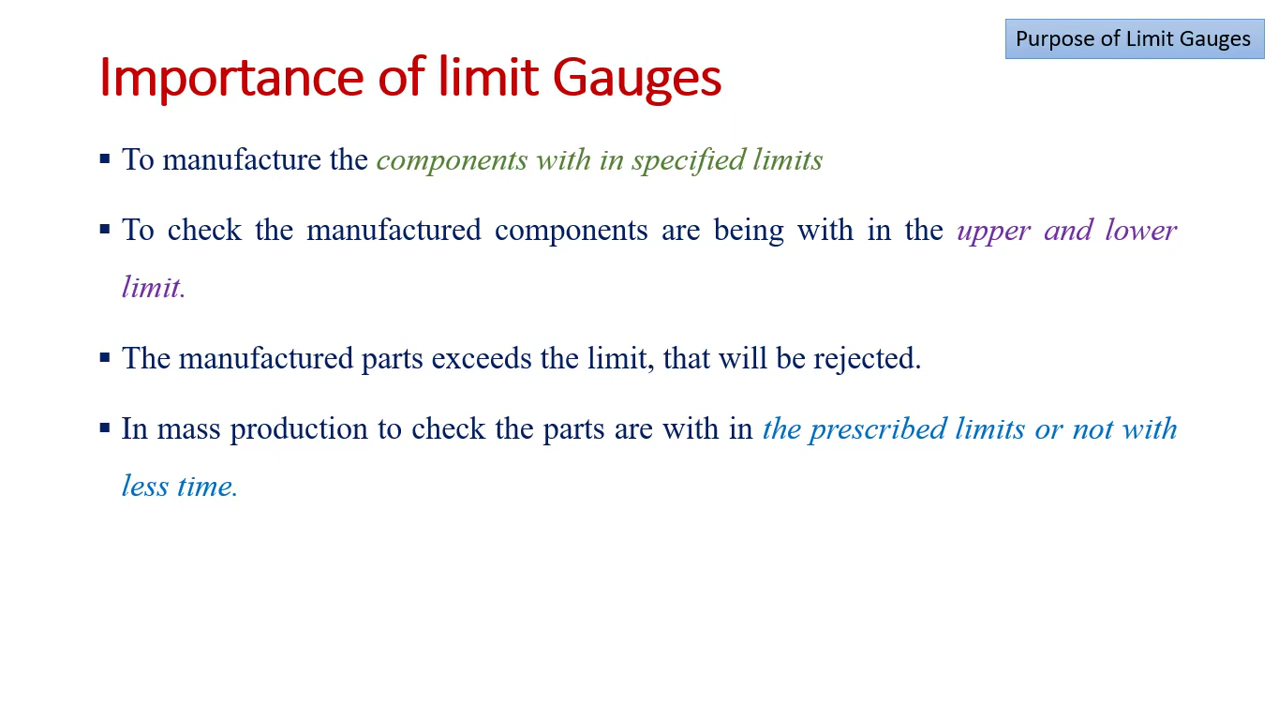 Purpose of Limit Gauges
Importance of limit Gauges
▪ To manufacture the components with in specified limits
▪ To check the manufactured components are being with in the upper and lower
limit.
▪ The manufactured parts exceeds the limit, that will be rejected.
▪ In mass production to check the parts are with in the prescribed limits or not with
less time.